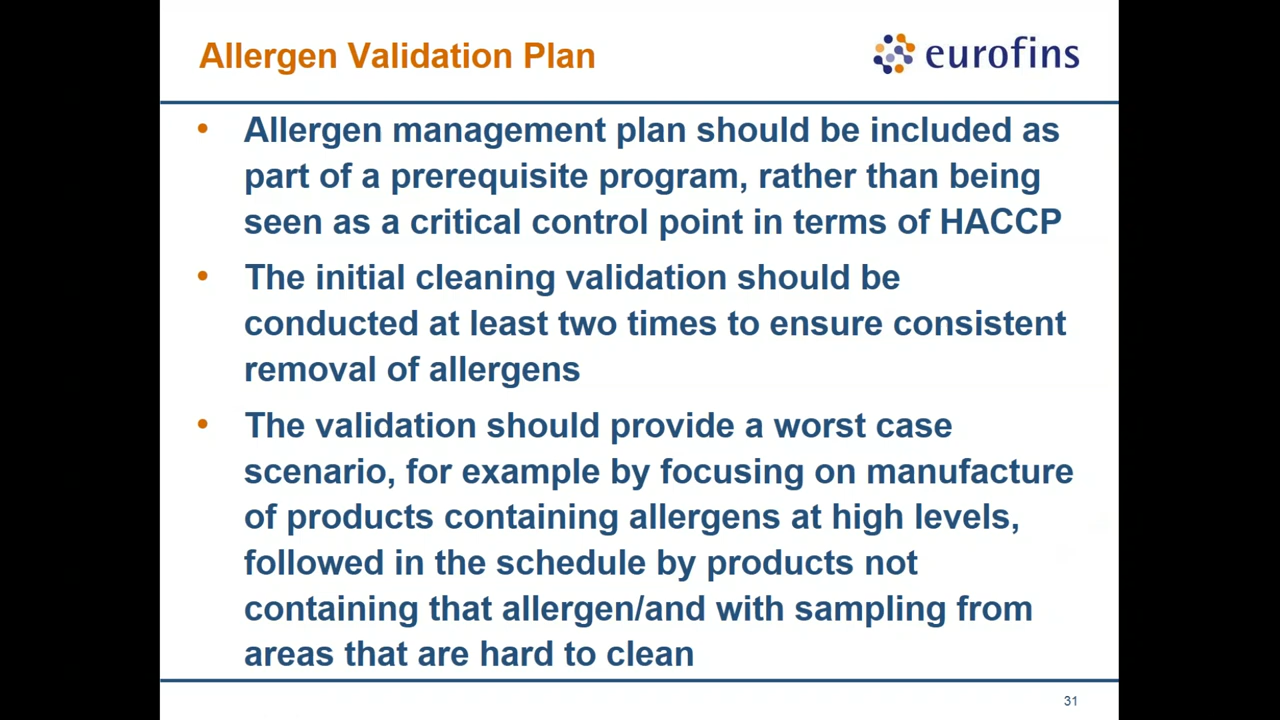 Allergen Validation Plan
eurofins
• Allergen management plan should be included as
part of a prerequisite program, rather than being
seen as a critical control point in terms of HACCP
• The initial cleaning validation should be
conducted at least two times to ensure consistent
removal of allergens
• The validation should provide a worst case
scenario, for example by focusing on manufacture
of products containing allergens at high levels,
followed in the schedule by products not
containing that allergen/and with sampling from
areas that are hard to clean
31